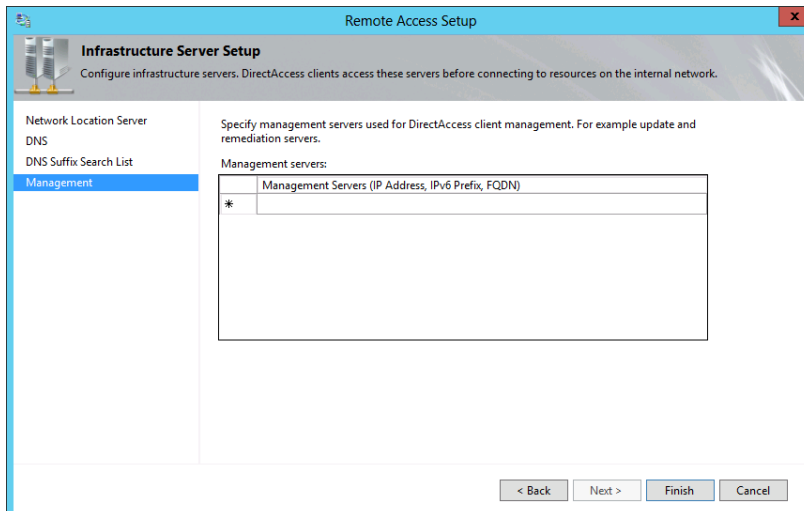 Remote Access Setup
x
Infrastructure Server Setup
Configure infrastructure servers. DirectAccess clients access these servers before connecting to resources on the internal network.
Network Location Server
DNS
DNS Suffix Search List
Management
Specify management servers used for DirectAccess client management. For example update and
remediation servers.
Management servers:
Management Servers (IP Address, IPv6 Prefix, FQDN)
*
< Back
Next >
Finish
Cancel